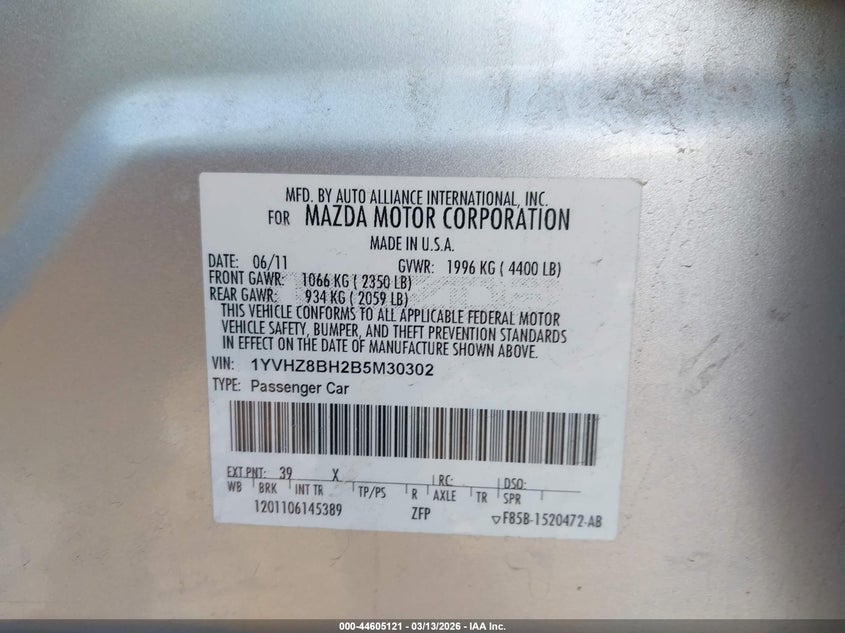 MFD. BY AUTO ALLIANCE INTERNATIONAL, INC.
FOR MAZDA MOTOR CORPORATION
MADE IN U.S.A.
DATE: 06/11 GVWR: 1996 KG ( 4400 LB)
FRONT GAWR: 1066 KG ( 2350 LB)
REAR GAWR: 934 KG ( 2059 LB)
THIS VEHICLE CONFORMS TO ALL APPLICABLE FEDERAL MOTOR
VEHICLE SAFETY, BUMPER, AND THEFT PREVENTION STANDARDS
IN EFFECT ON THE DATE OF MANUFACTURE SHOWN ABOVE.
VIN: 1YVHZ8BH2B5M30302
TYPE: Passenger Car
EXT PNT: 39 X RC: DSO:
WB BRK INT TR TP/PS R AXLE TR SPR
1201106145389 ZFP ▽F85B-1520472-AB
000-44605121 | 03/13/2026 - IAA Inc.